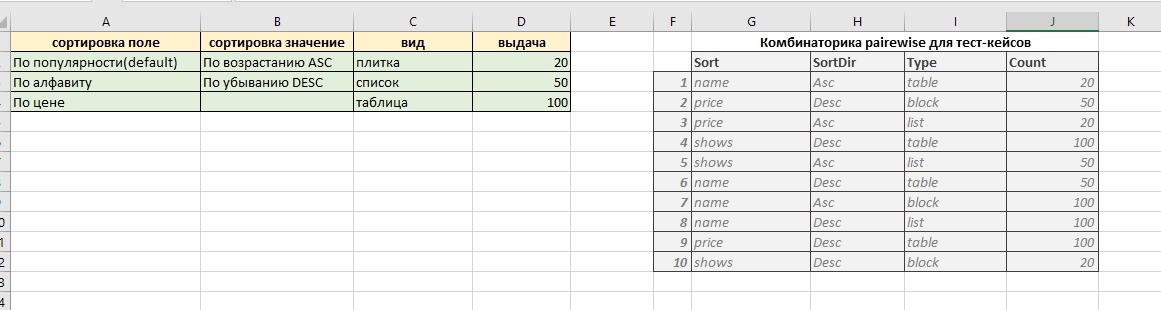 A B C D E F G H I J K
сортировка поле сортировка значение вид выдача Комбинаторика pairewise для тест-кейсов
По популярности(default) По возрастанию ASC плитка 20 Sort SortDir Type Count
По алфавиту По убыванию DESC список 50 1 name Asc table 20
По цене таблица 100 2 price Desc block 50
3 price Asc list 20
4 shows Desc table 100
5 shows Asc list 50
6 name Desc table 50
7 name Asc block 100
8 name Desc list 100
9 price Desc table 100
10 shows Desc block 20
3
4